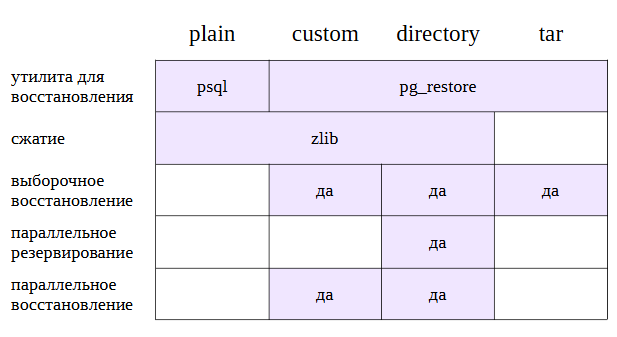 plain custom directory tar
утилита для
восстановления psql pg_restore
сжатие zlib
выборочное
восстановление да да да
параллельное
резервирование да
параллельное
восстановление да да